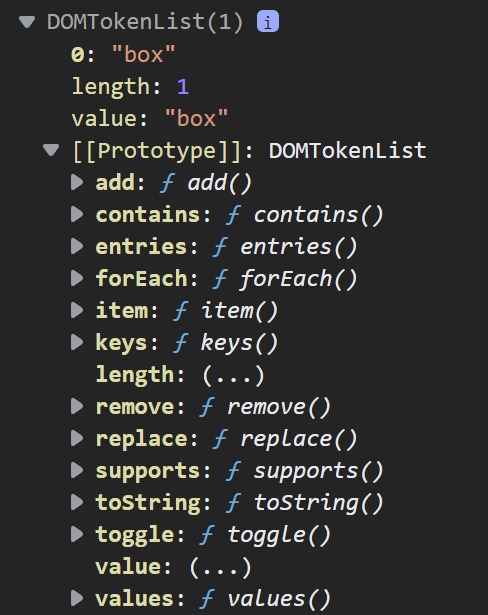 DOMTokenList(1) i
0: "box"
length: 1
value: "box"
[[Prototype]]: DOMTokenList
add: ƒ add()
contains: ƒ contains()
entries: ƒ entries()
forEach: ƒ forEach()
item: ƒ item()
keys: ƒ keys()
length: (...)
remove: ƒ remove()
replace: ƒ replace()
supports: ƒ supports()
toString: ƒ toString()
toggle: ƒ toggle()
value: (...)
values: ƒ values()